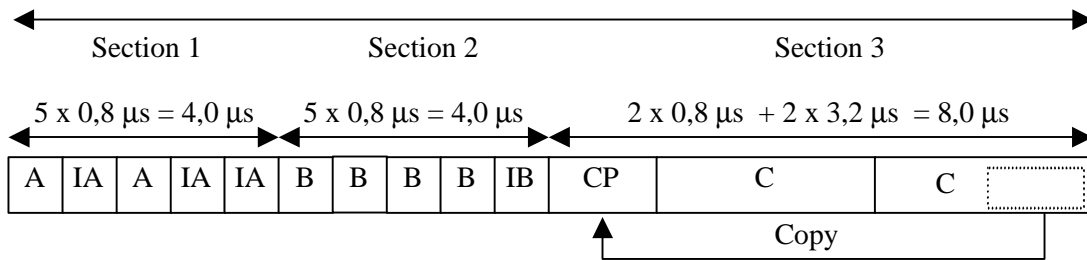 Section 1 Section 2 Section 3
5 x 0,8 µs = 4,0 µs 5 x 0,8 µs = 4,0 µs 2 x 0,8 µs + 2 x 3,2 µs = 8,0 µs
A IA A IA IA B B B B IB CP C C
Copy